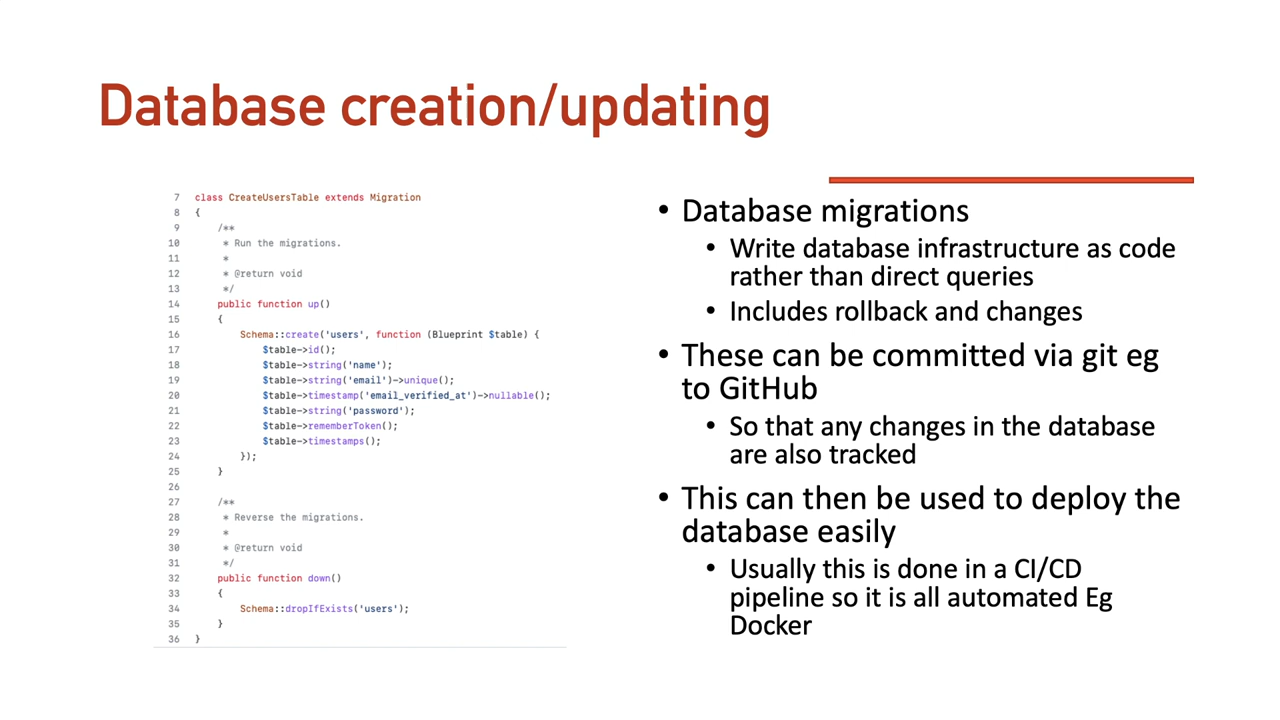 Database creation/updating
7 class CreateUsersTable extends Migration
8 {
9 /**
10 * Run the migrations.
11 *
12 * @return void
13 */
14 public function up()
15 {
16 Schema::create('users', function (Blueprint $table) {
17 $table->id();
18 $table->string('name');
19 $table->string('email')->unique();
20 $table->timestamp('email_verified_at')->nullable();
21 $table->string('password');
22 $table->rememberToken();
23 $table->timestamps();
24 });
25 }
26
27 /**
28 * Reverse the migrations.
29 *
30 * @return void
31 */
32 public function down()
33 {
34 Schema::dropIfExists('users');
35 }
36 }
• Database migrations
• Write database infrastructure as code
rather than direct queries
• Includes rollback and changes
• These can be committed via git eg
to GitHub
• So that any changes in the database
are also tracked
• This can then be used to deploy the
database easily
• Usually this is done in a CI/CD
pipeline so it is all automated Eg
Docker